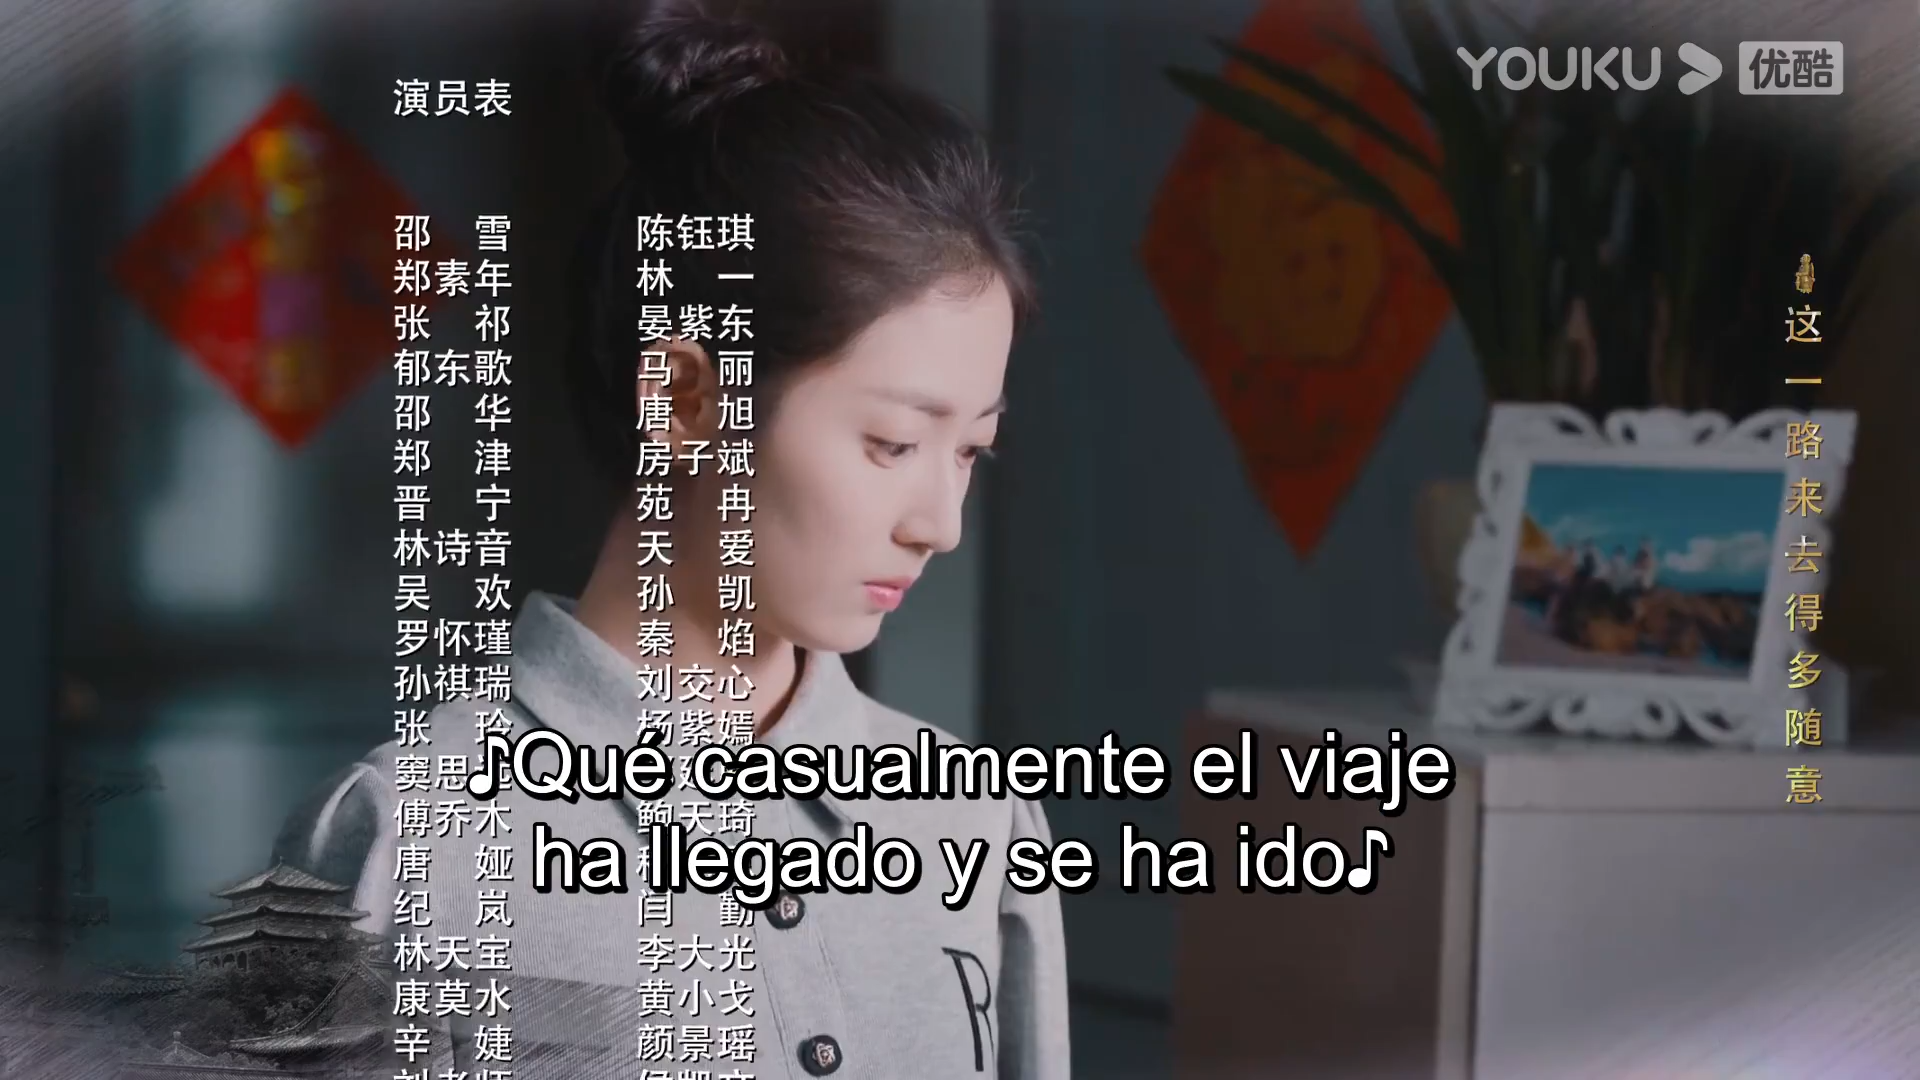 YOUKU 优酷
演员表
邵雪 陈钰琪
郑素年 林一
张祁 晏紫东
郁东歌 马丽
邵华 唐旭
郑津 房子斌
晋宁 苑冉
林诗音 天爱
吴欢 孙凯
罗怀瑾 秦焰
孙祺瑞 刘交心
张玲 杨紫嫣
窦思
傅乔木 鲍天琦
唐娅
纪岚 闫勤
林天宝 李大光
康莫水 黄小戈
辛婕 颜景瑶
♪Qué casualmente el viaje
ha llegado y se ha ido♪
这一路来去得多随意